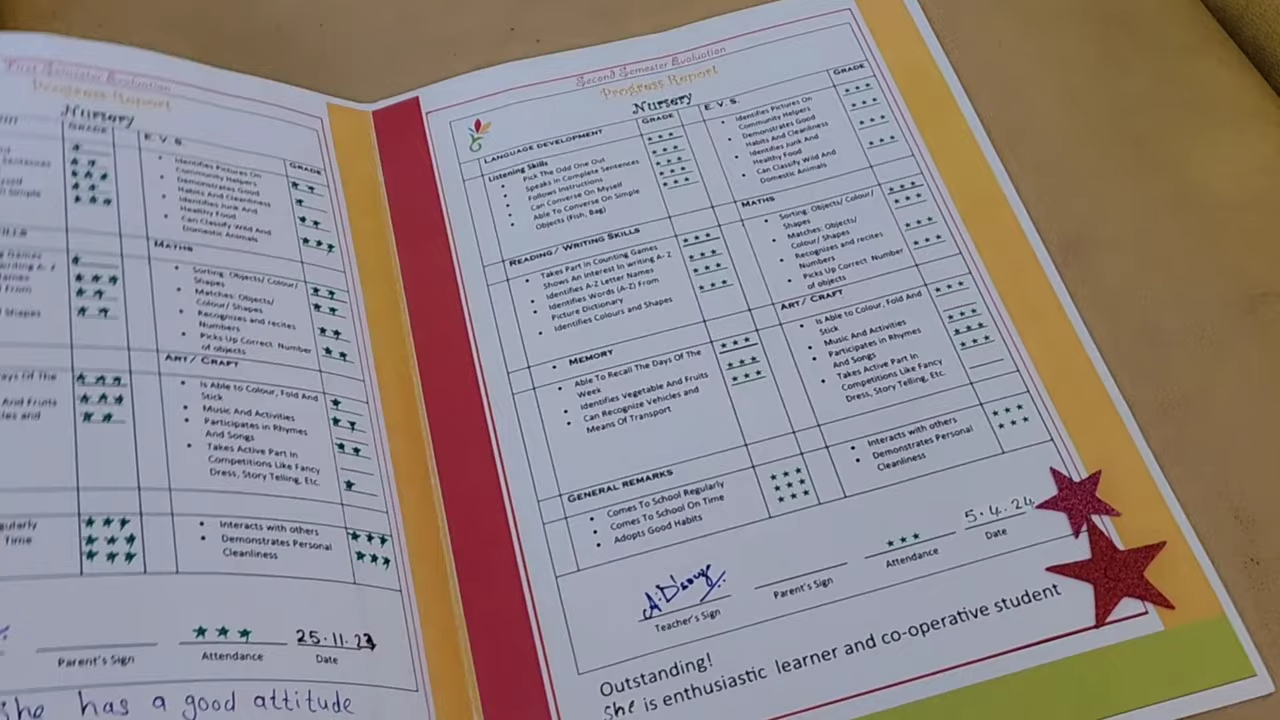 First Semester Evaluation
Progress Report
Nursery
GRADE
E.V.S.
GRADE
Identifies Pictures On
Community Helpers
Demonstrates Good
Habits And Cleanliness
Identifies Junk And
Healthy Food
Can Classify Wild And
Domestic Animals
MATHS
Sorting: Objects/ Colour/
Shapes
Matches: Objects/
Colour/ Shapes
Recognizes and recites
Numbers
Picks Up Correct Number
of objects
ART/ CRAFT
Is Able to Colour, Fold And
Stick
Music And Activities
Participates in Rhymes
And Songs
Takes Active Part In
Competitions Like Fancy
Dress, Story Telling, Etc.
Interacts with others
Demonstrates Personal
Cleanliness
Sentences
simple
Games
From
Shapes
Days Of The
And Fruits
and
Time
Parent's Sign
Attendance
25.11.23
Date
she has a good attitude
Second Semester Evaluation
Progress Report
Nursery
LANGUAGE DEVELOPMENT
GRADE
Listening Skills
Pick The Odd One Out
Speaks In Complete Sentences
Follows Instructions
Can Converse On Myself
Able To Converse On Simple
Objects (Fish, Bag)
READING/ WRITING SKILLS
Takes Part in Counting Games
Shows An Interest In writing A- Z
Identifies A-Z Letter Names
Identifies Words (A-Z) From
Picture Dictionary
Identifies Colours and Shapes
MEMORY
Able To Recall The Days Of The
Week
Identifies Vegetable And Fruits
Can Recognize Vehicles and
Means Of Transport
GENERAL REMARKS
Comes To School Regularly
Comes To School On Time
Adopts Good Habits
E.V.S.
GRADE
Identifies Pictures On
Community Helpers
Demonstrates Good
Habits And Cleanliness
Identifies Junk And
Healthy Food
Can Classify Wild And
Domestic Animals
MATHS
Sorting: Objects/ Colour/
Shapes
Matches: Objects/
Colour/ Shapes
Recognizes and recites
Numbers
Picks Up Correct Number
of objects
ART/ CRAFT
Is Able to Colour, Fold And
Stick
Music And Activities
Participates in Rhymes
And Songs
Takes Active Part In
Competitions Like Fancy
Dress, Story Telling, Etc.
Interacts with others
Demonstrates Personal
Cleanliness
A.D'souz
Teacher's Sign
Parent's Sign
Attendance
5.4.24
Date
Outstanding!
she is enthusiastic learner and co-operative student